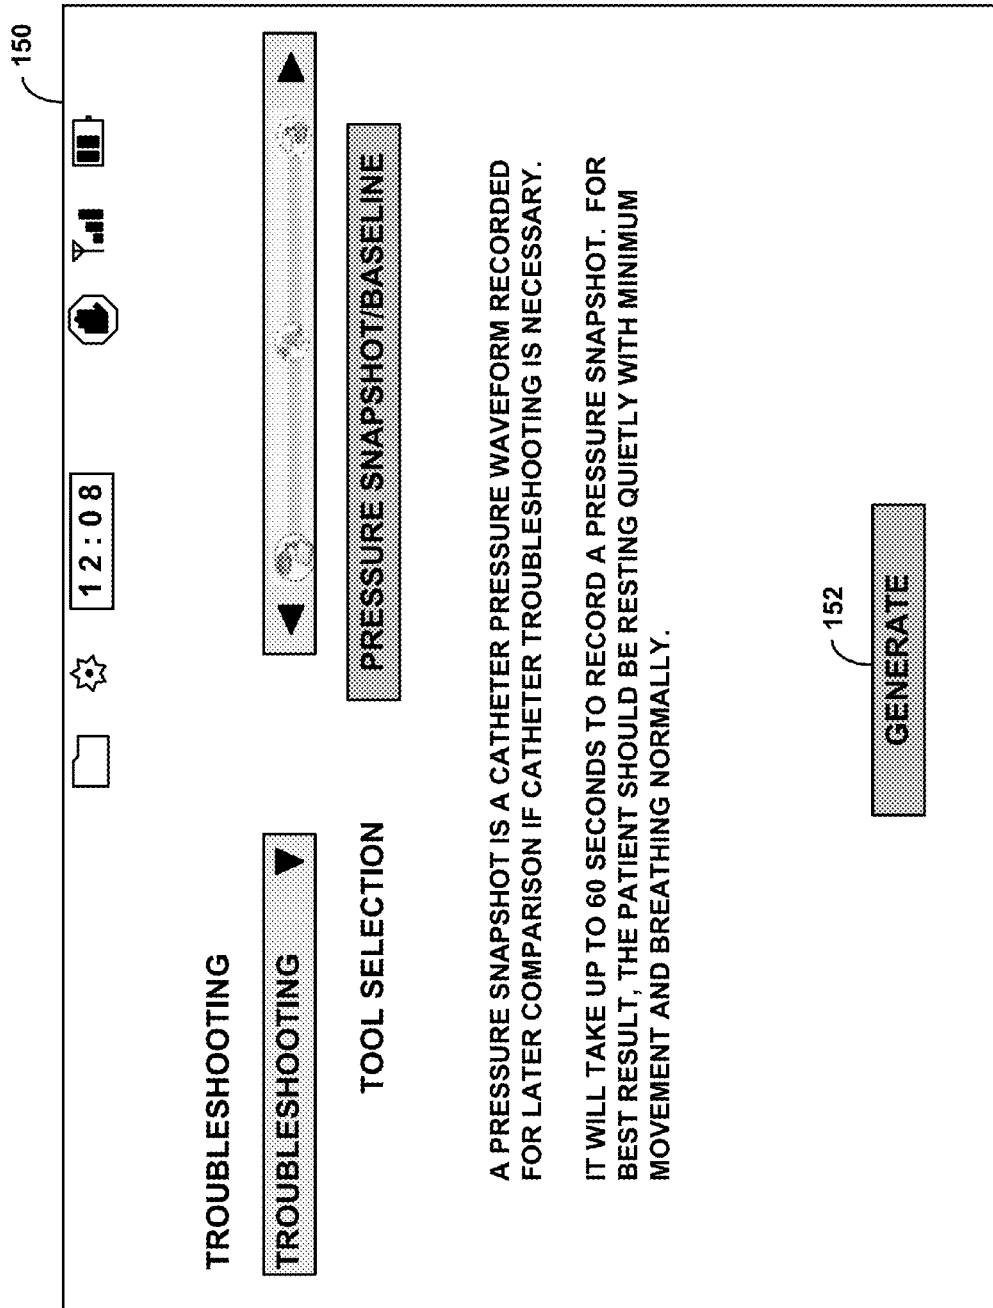 150
12:08
TROUBLESHOOTING
TROUBLESHOOTING
TOOL SELECTION
PRESSURE SNAPSHOT/BASELINE
A PRESSURE SNAPSHOT IS A CATHETER PRESSURE WAVEFORM RECORDED
FOR LATER COMPARISON IF CATHETER TROUBLESHOOTING IS NECESSARY.
IT WILL TAKE UP TO 60 SECONDS TO RECORD A PRESSURE SNAPSHOT. FOR
BEST RESULT, THE PATIENT SHOULD BE RESTING QUIETLY WITH MINIMUM
MOVEMENT AND BREATHING NORMALLY.
152
GENERATE